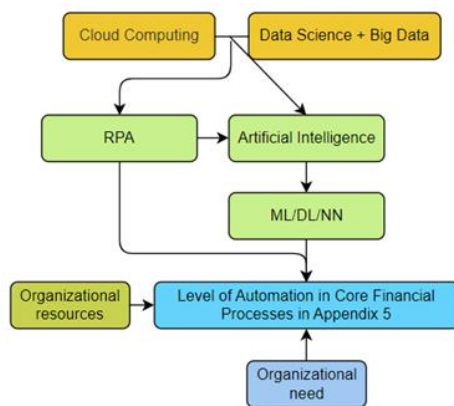 Cloud Computing
Data Science + Big Data
RPA
Artificial Intelligence
ML/DL/NN
Organizational
resources
Level of Automation in Core Financial
Processes in Appendix 5
Organizational
need